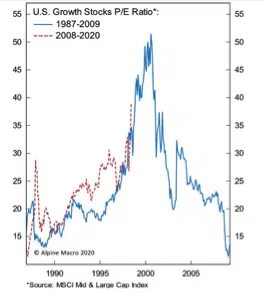 U.S. Growth Stocks P/E Ratio*:
1987-2009
2008-2020
55 55
50 50
45 45
40 40
35 35
30 30
25 25
20 20
15 15
© Alpine Macro 2020
1990 1995 2000 2005
*Source: MSCI Mid & Large Cap Index